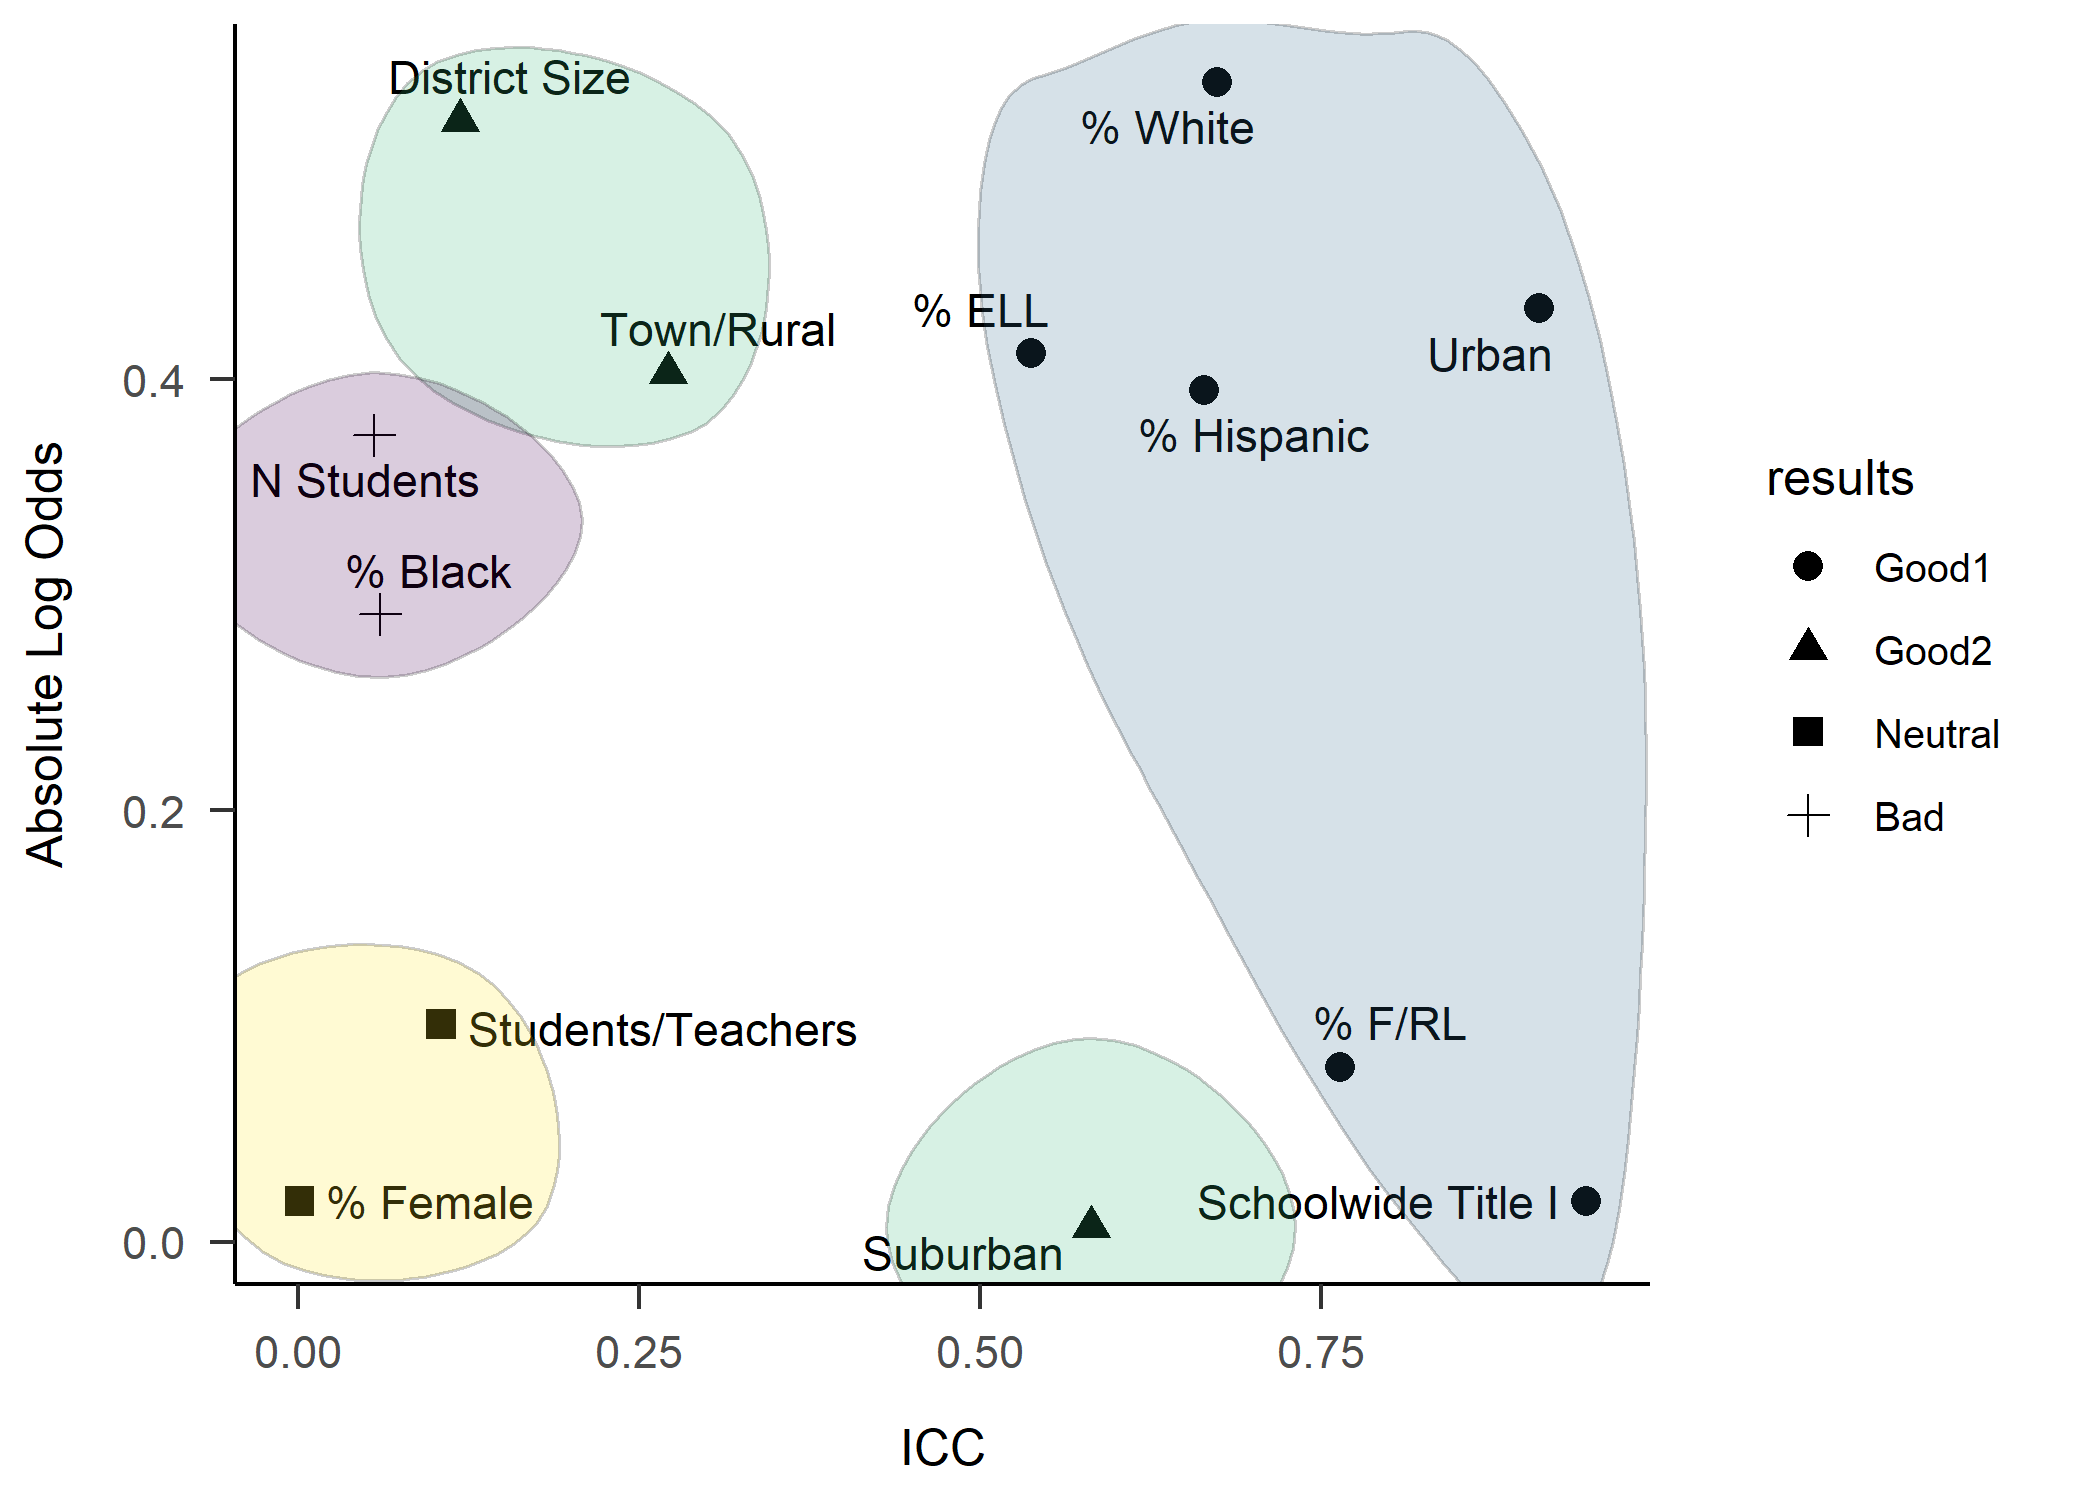 District Size
% White
% ELL
Urban
Town/Rural
% Hispanic
N Students
% Black
% F/RL
Students/Teachers
Schoolwide Title I
% Female
Suburban
0.4
0.2
0.0
Absolute Log Odds
0.00
0.25
0.50
0.75
ICC
results
Good1
Good2
Neutral
Bad